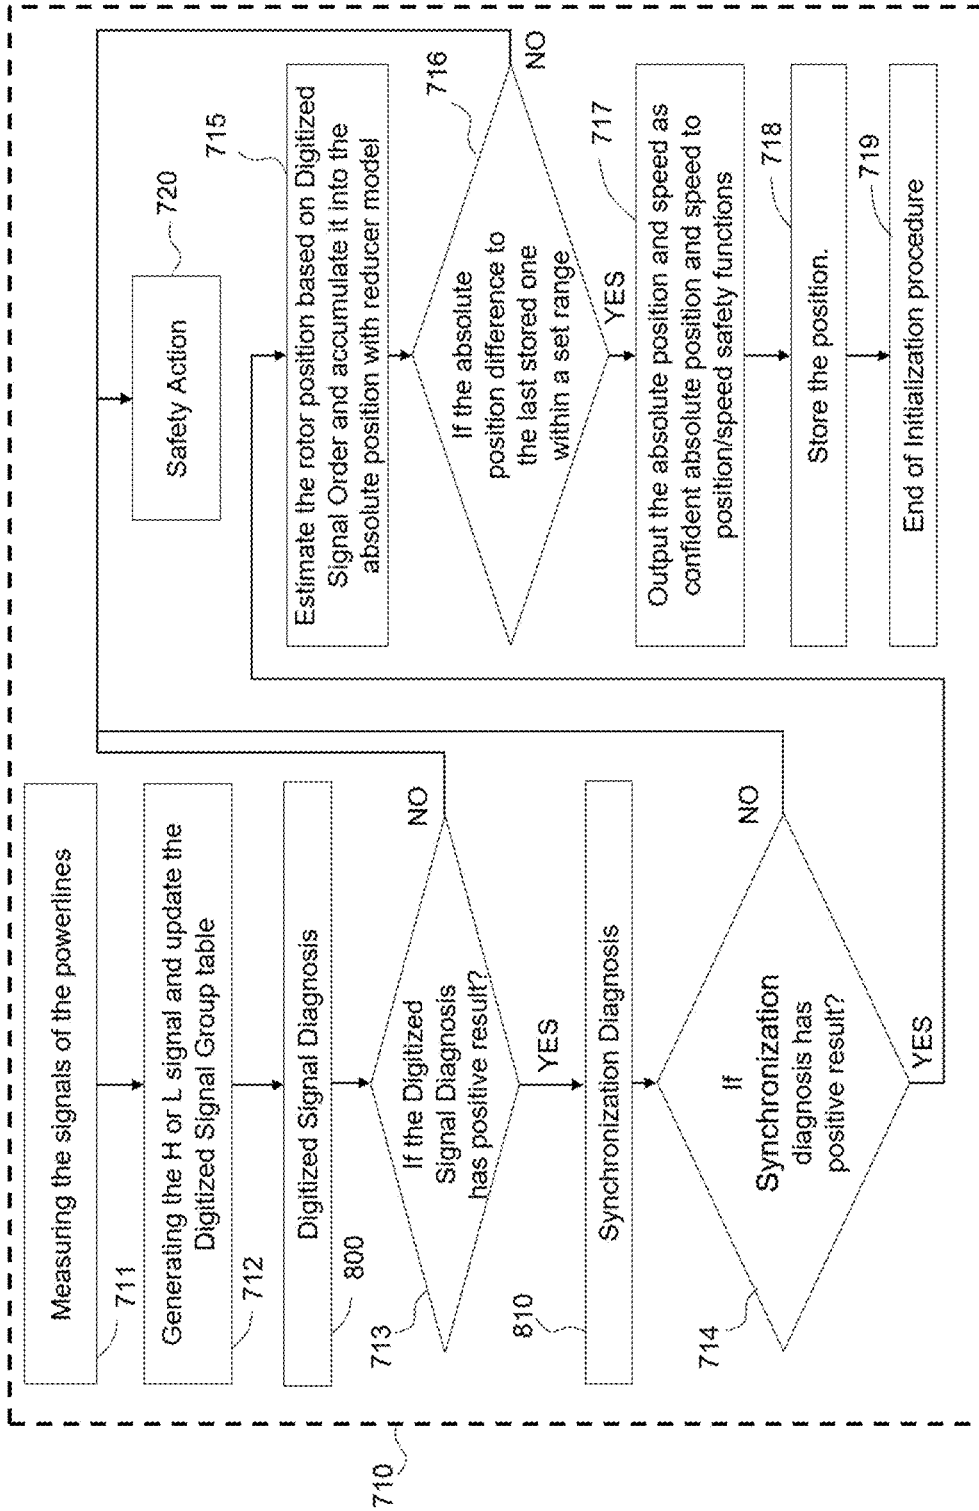 710
Measuring the signals of the powerlines
711
Generating the H or L signal and update the
Digitized Signal Group table
712
Digitized Signal Diagnosis
800
If the Digitized
Signal Diagnosis
has positive result?
713
NO
YES
Synchronization Diagnosis
810
If
Synchronization
diagnosis has
positive result?
714
NO
YES
Safety Action
720
Estimate the rotor position based on Digitized
Signal Order and accumulate it into the
absolute position with reducer model
715
If the absolute
position difference to
the last stored one
within a set range
716
NO
YES
Output the absolute position and speed as
confident absolute position and speed to
position/speed safety functions
717
Store the position.
718
End of Initialization procedure
719